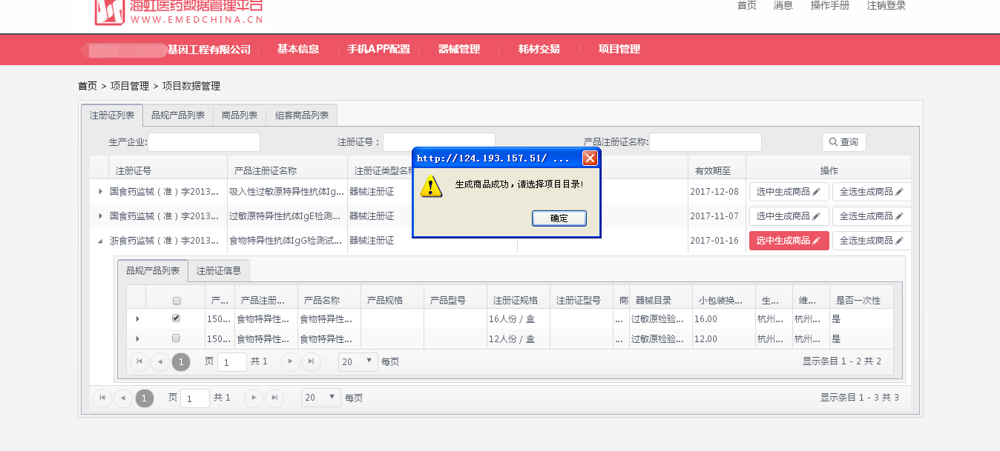 海虹医药数据管理平台
WWW.EMEDCHINA.CN
首页 消息 操作手册 注销登录
基因工程有限公司 基本信息 手机APP配置 器械管理 耗材交易 项目管理
首页 > 项目管理 > 项目数据管理
注册证列表 品规产品列表 商品列表 组套商品列表
生产企业: 注册证号： 产品注册证名称: 查询
注册证号 产品注册证名称 注册证类型名称 有效期至 操作
国食药监械（准）字2013... 吸入性过敏原特异性抗体Ig... 器械注册证 2017-12-08 选中生成商品 全选生成商品
国食药监械（准）字2013... 过敏原特异性抗体IgE检测... 器械注册证 2017-11-07 选中生成商品 全选生成商品
浙食药监械（准）字2013... 食物特异性抗体IgG检测试... 器械注册证 2017-01-16 选中生成商品 全选生成商品
http://124.193.157.51/ ...
生成商品成功，请选择项目目录!
确定
品规产品列表 注册证信息
产... 产品注册... 产品名称 产品规格 产品型号 注册证规格 注册证型号 商 器械目录 小包装换... 生... 维... 是否一次性
150... 食物特异性... 食物特异性... 16人份 / 盒 ... 过敏原检验... 16.00 杭州... 杭州... 是
150... 食物特异性... 食物特异性... 12人份 / 盒 ... 过敏原检验... 12.00 杭州... 杭州... 是
1 页 1 共 1 20 每页 显示条目 1 - 2 共 2
1 页 1 共 1 20 每页 显示条目 1 - 3 共 3